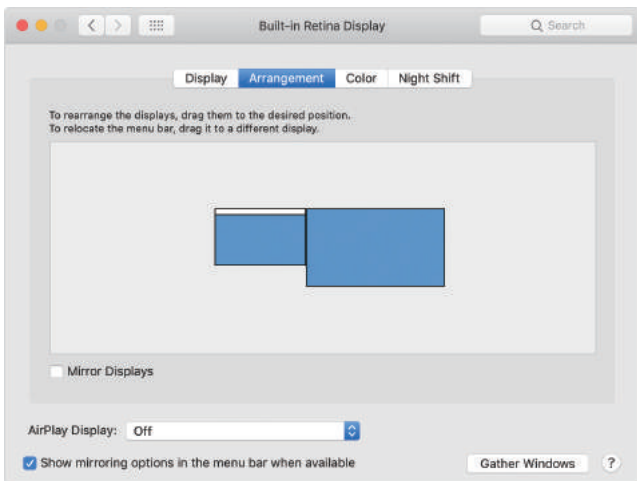 Built-in Retina Display
Search
Display Arrangement Color Night Shift
To rearrange the displays, drag them to the desired position.
To relocate the menu bar, drag it to a different display.
Mirror Displays
AirPlay Display: Off
Show mirroring options in the menu bar when available
Gather Windows ?